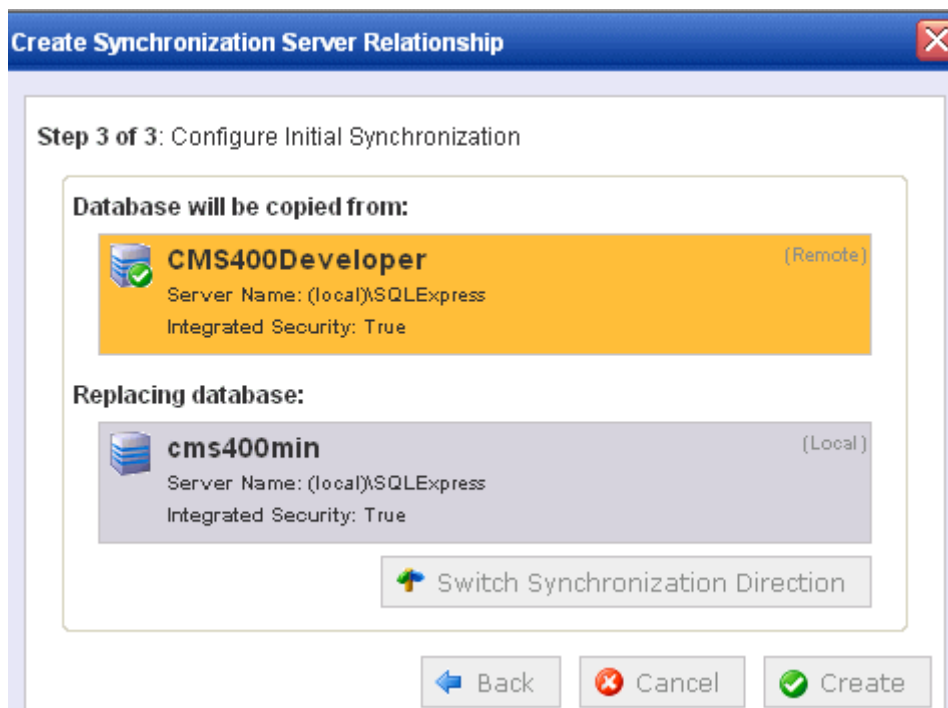 Create Synchronization Server Relationship
Step 3 of 3: Configure Initial Synchronization
Database will be copied from:
CMS400Developer
(Remote)
Server Name: (local)\SQLExpress
Integrated Security: True
Replacing database:
cms400min
(Local)
Server Name: (local)\SQLExpress
Integrated Security: True
Switch Synchronization Direction
Back
Cancel
Create